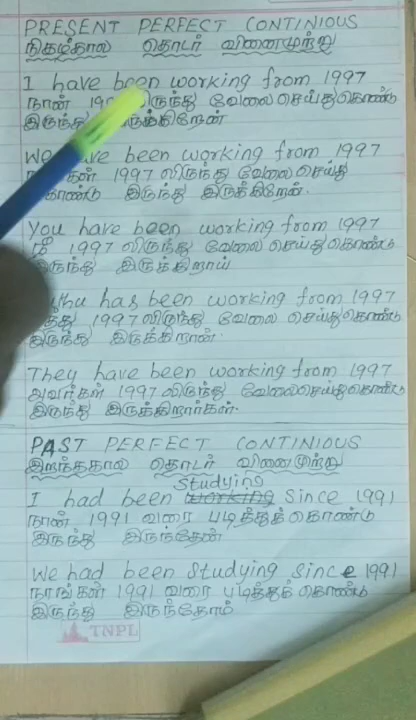 PRESENT PERFECT CONTINIOUS
நிகழ்கால தொடர் வினைமுற்று
I have been working from 1997
நான் விருந்து வேலை செய்துகொண்டு
இருந்து இருக்கிறேன்
We have been working from 1997
1997 விருந்து வேலை செய்து
கொண்டு இருந்து இருக்கிறேன்.
You have been working from 1997
நீ 1997 விருந்து வேலை செய்துகொண்டு
இருந்து இருக்கிறாய்
has been working from 1997
1997 விருந்து வேலை செய்துகொண்டு
இருந்து இருக்கிறான்.
They have been working from 1997
அவர்கள் 1997 விருந்து வேலைசெய்துகொண்டு
இருந்து இருக்கிறார்கள்.
PAST PERFECT CONTINIOUS
இறந்தகால தொடர் வினைமுற்று
studying
I had been working since 1991
நான் 1991 வரை படித்துக்கொண்டு
இருந்து இருந்தேன்
We had been studying since 1991
நாங்கள் 1991 வரை படித்துக் கொண்டு
இருந்து இருந்தோம்
TNPL